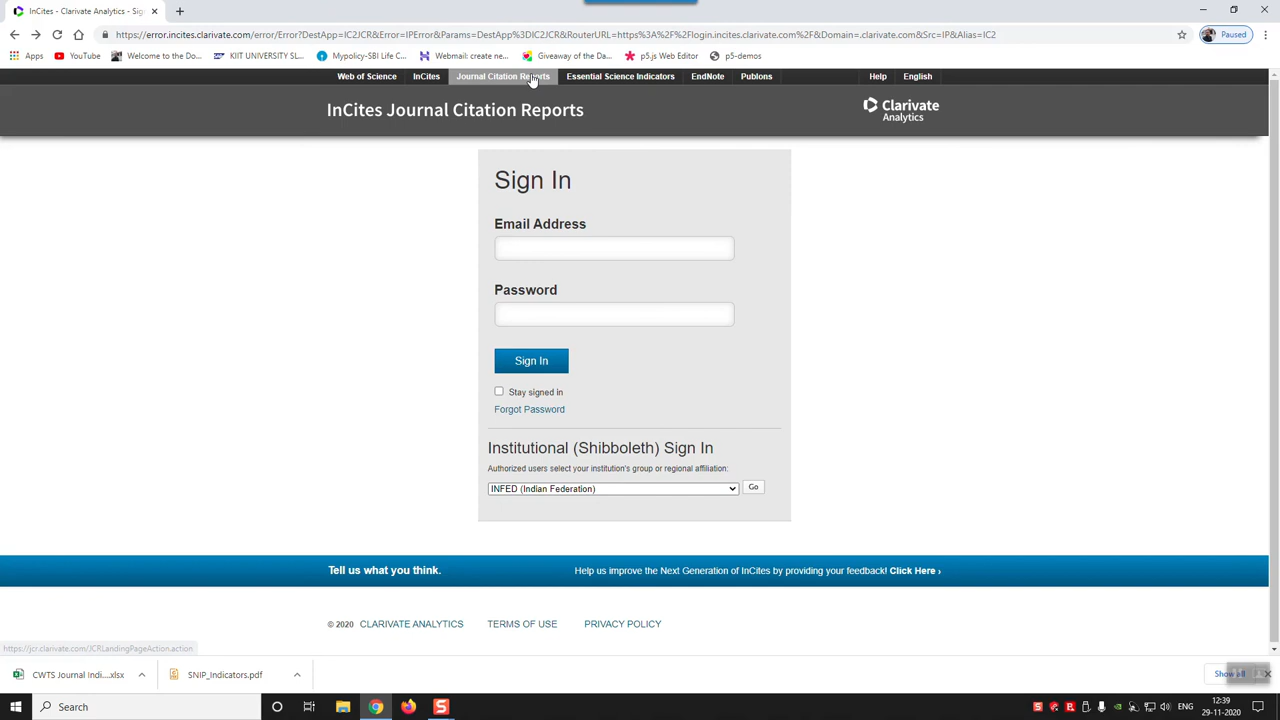 InCites - Clarivate Analytics - Sign
https://error.incites.clarivate.com/error/Error?DestApp=IC2JCR&Error=IPError&Params=DestApp%3DIC2JCR&RouterURL=https%3A%2F%2Flogin.incites.clarivate.com%2F&Domain=.clarivate.com&Src=IP&Alias=IC2
Paused
Apps YouTube Welcome to the Do... KIIT UNIVERSITY SL... Mypolicy-SBI Life C... Webmail: create ne... Giveaway of the Da... p5.js Web Editor p5-demos
Web of Science InCites Journal Citation Reports Essential Science Indicators EndNote Publons Help English
InCites Journal Citation Reports
Clarivate
Analytics
Sign In
Email Address
Password
Sign In
Stay signed in
Forgot Password
Institutional (Shibboleth) Sign In
Authorized users select your institution's group or regional affiliation:
INFED (Indian Federation) Go
Tell us what you think. Help us improve the Next Generation of InCites by providing your feedback! Click Here ›
© 2020 CLARIVATE ANALYTICS TERMS OF USE PRIVACY POLICY
https://jcr.clarivate.com/JCRLandingPageAction.action
CWTS Journal Indi....xlsx SNIP_Indicators.pdf Show all
Search ENG 12:39
29-11-2020